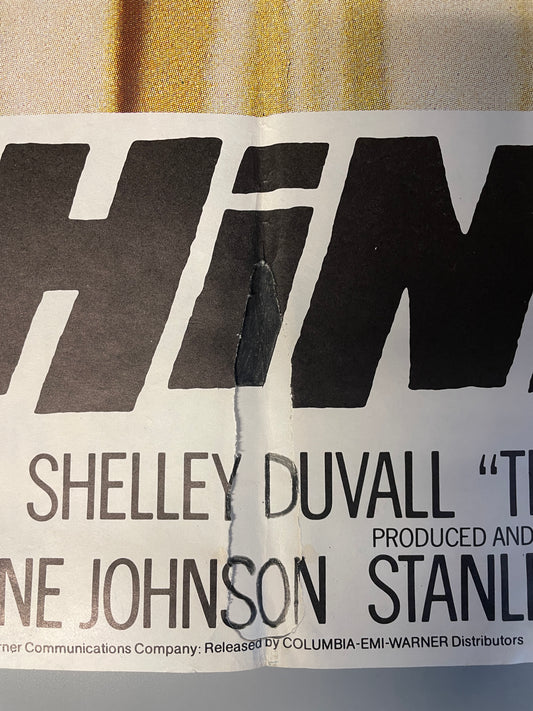 HiN
SHELLEY DUVALL “T
PRODUCED AND
NE JOHNSON STANL
rner Communications Company: Released by COLUMBIA-EMI-WARNER Distributors